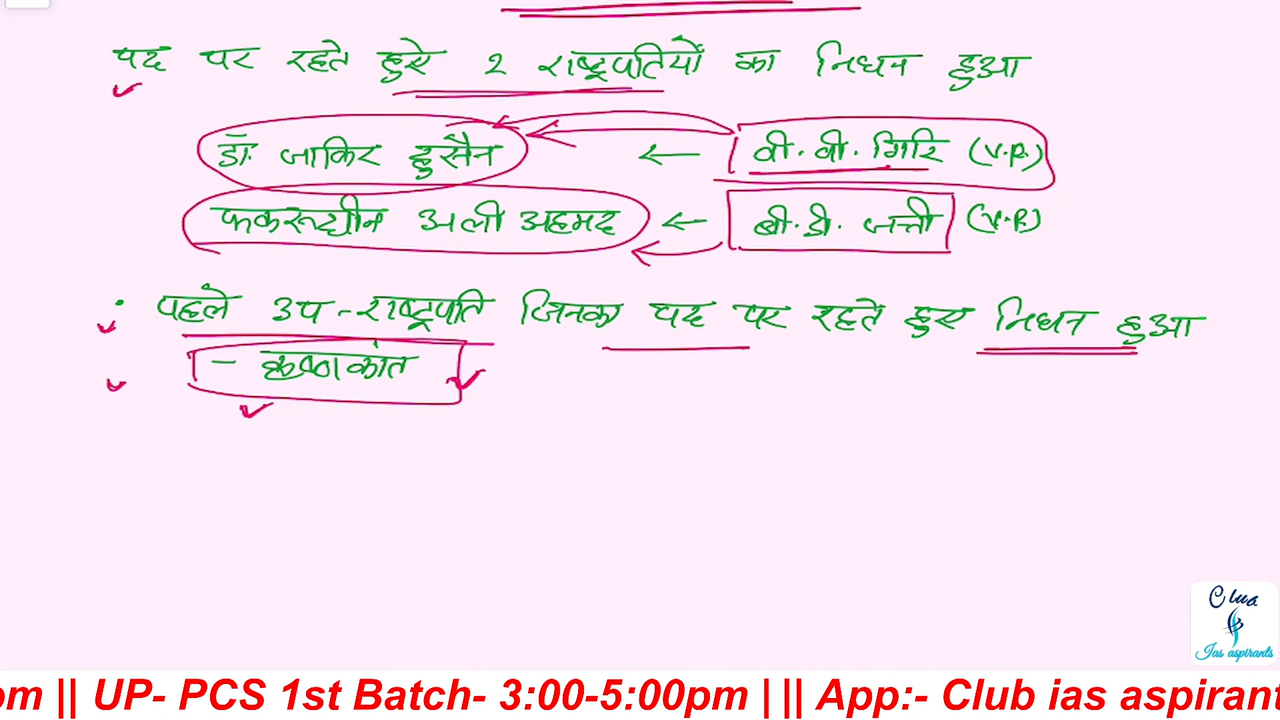 पद पर रहते हुये 2 राष्ट्रपतियों का निधन हुआ
डॉ. जाकिर हुसैन ← वी. वी. गिरि (V.P.)
फकरूद्दीन अली अहमद ← बी. डी. जत्ती (V.P.)
• पहले उप-राष्ट्रपति जिनका पद पर रहते हुए निधन हुआ
- कृष्णकांत
Club
Ias aspirants
om || UP- PCS 1st Batch- 3:00-5:00pm | || App:- Club ias aspirant